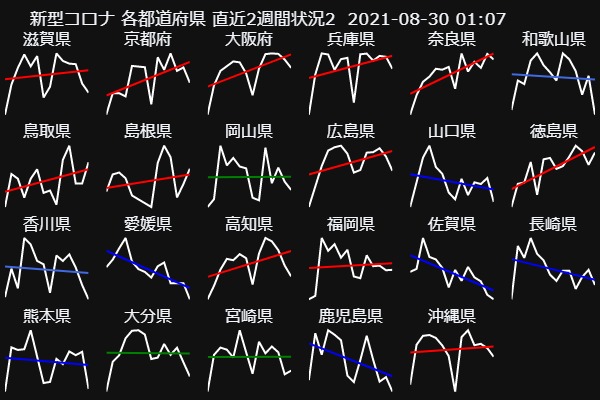 新型コロナ 各都道府県 直近2週間状況2 2021-08-30 01:07
滋賀県 京都府 大阪府 兵庫県 奈良県 和歌山県
鳥取県 島根県 岡山県 広島県 山口県 徳島県
香川県 愛媛県 高知県 福岡県 佐賀県 長崎県
熊本県 大分県 宮崎県 鹿児島県 沖縄県